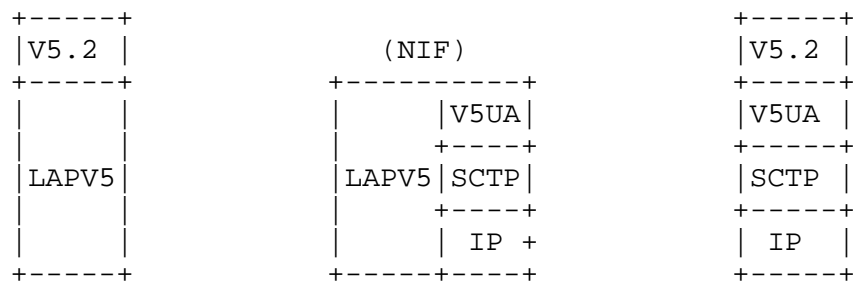 +-----+                              +-----+
|V5.2 |           (NIF)              |V5.2 |
+-----+         +----------+         +-----+
|     |         |     |V5UA|         |V5UA |
|     |         |     +----+         +-----+
|LAPV5|         |LAPV5|SCTP|         |SCTP |
|     |         |     +----+         +-----+
|     |         |     | IP +         | IP  |
+-----+         +-----+----+         +-----+